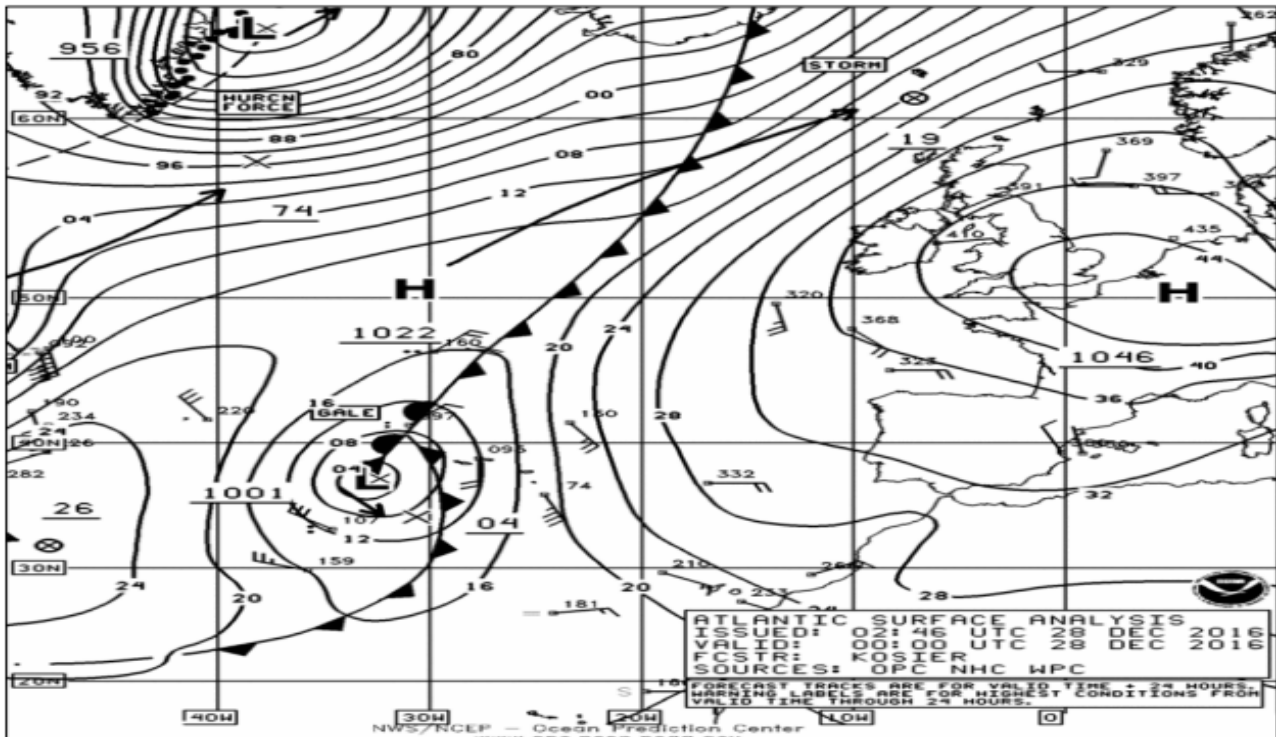 262
956
L
80
STORM
329
92
HURCN
FORCE
00
60N
88
19
369
96
08
391
397
12
74
04
410
435
44
H
50N
H
320
1022
24
368
160
20
323
1046
40
16
36
190
GALE
220
28
234
24
150
40N
26
08
095
282
04
L
332
1001
74
32
26
04
107
12
159
30N
210
24
16
20
20
233
28
181
ATLANTIC SURFACE ANALYSIS
ISSUED: 02:46 UTC 28 DEC 2016
VALID: 00:00 UTC 28 DEC 2016
FCSTR: KOSIER
SOURCES: OPC NHC WPC
20N
FORECAST TRACKS ARE FOR VALID TIME + 24 HOURS.
WARNING LABELS ARE FOR HIGHEST CONDITIONS FROM
VALID TIME THROUGH 24 HOURS.
S
40W
30W
20W
10W
0
NWS/NCEP – Ocean Prediction Center